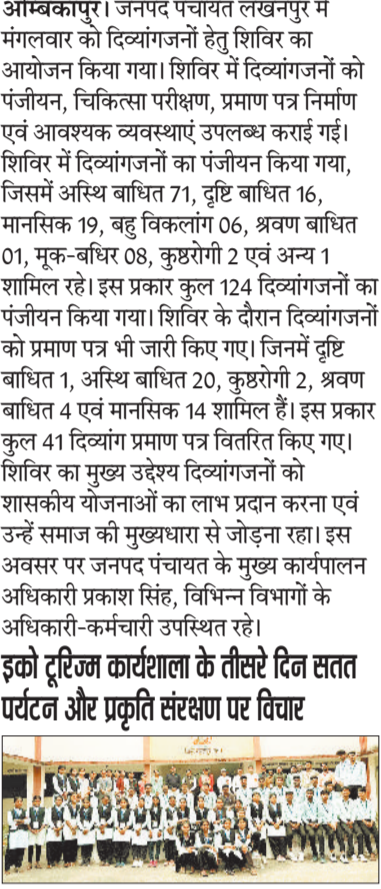 अम्बिकापुर। जनपद पंचायत लखनपुर में
मंगलवार को दिव्यांगजनों हेतु शिविर का
आयोजन किया गया। शिविर में दिव्यांगजनों को
पंजीयन, चिकित्सा परीक्षण, प्रमाण पत्र निर्माण
एवं आवश्यक व्यवस्थाएं उपलब्ध कराई गई।
शिविर में दिव्यांगजनों का पंजीयन किया गया,
जिसमें अस्थि बाधित 71, दृष्टि बाधित 16,
मानसिक 19, बहु विकलांग 06, श्रवण बाधित
01, मूक-बधिर 08, कुष्ठरोगी 2 एवं अन्य 1
शामिल रहे। इस प्रकार कुल 124 दिव्यांगजनों का
पंजीयन किया गया। शिविर के दौरान दिव्यांगजनों
को प्रमाण पत्र भी जारी किए गए। जिनमें दृष्टि
बाधित 1, अस्थि बाधित 20, कुष्ठरोगी 2, श्रवण
बाधित 4 एवं मानसिक 14 शामिल हैं। इस प्रकार
कुल 41 दिव्यांग प्रमाण पत्र वितरित किए गए।
शिविर का मुख्य उद्देश्य दिव्यांगजनों को
शासकीय योजनाओं का लाभ प्रदान करना एवं
उन्हें समाज की मुख्यधारा से जोड़ना रहा। इस
अवसर पर जनपद पंचायत के मुख्य कार्यपालन
अधिकारी प्रकाश सिंह, विभिन्न विभागों के
अधिकारी-कर्मचारी उपस्थित रहे।
इको टूरिज्म कार्यशाला के तीसरे दिन सतत
पर्यटन और प्रकृति संरक्षण पर विचार